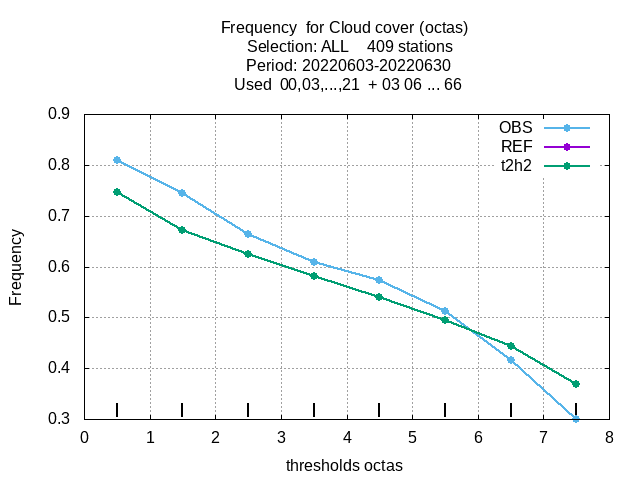 Frequency  for Cloud cover (octas)
Selection: ALL    409 stations
Period: 20220603-20220630
Used  00,03,...,21  + 03 06 ... 66
OBS
REF
t2h2
0.9
0.8
0.7
0.6
0.5
0.4
0.3
Frequency
0 1 2 3 4 5 6 7 8
thresholds octas